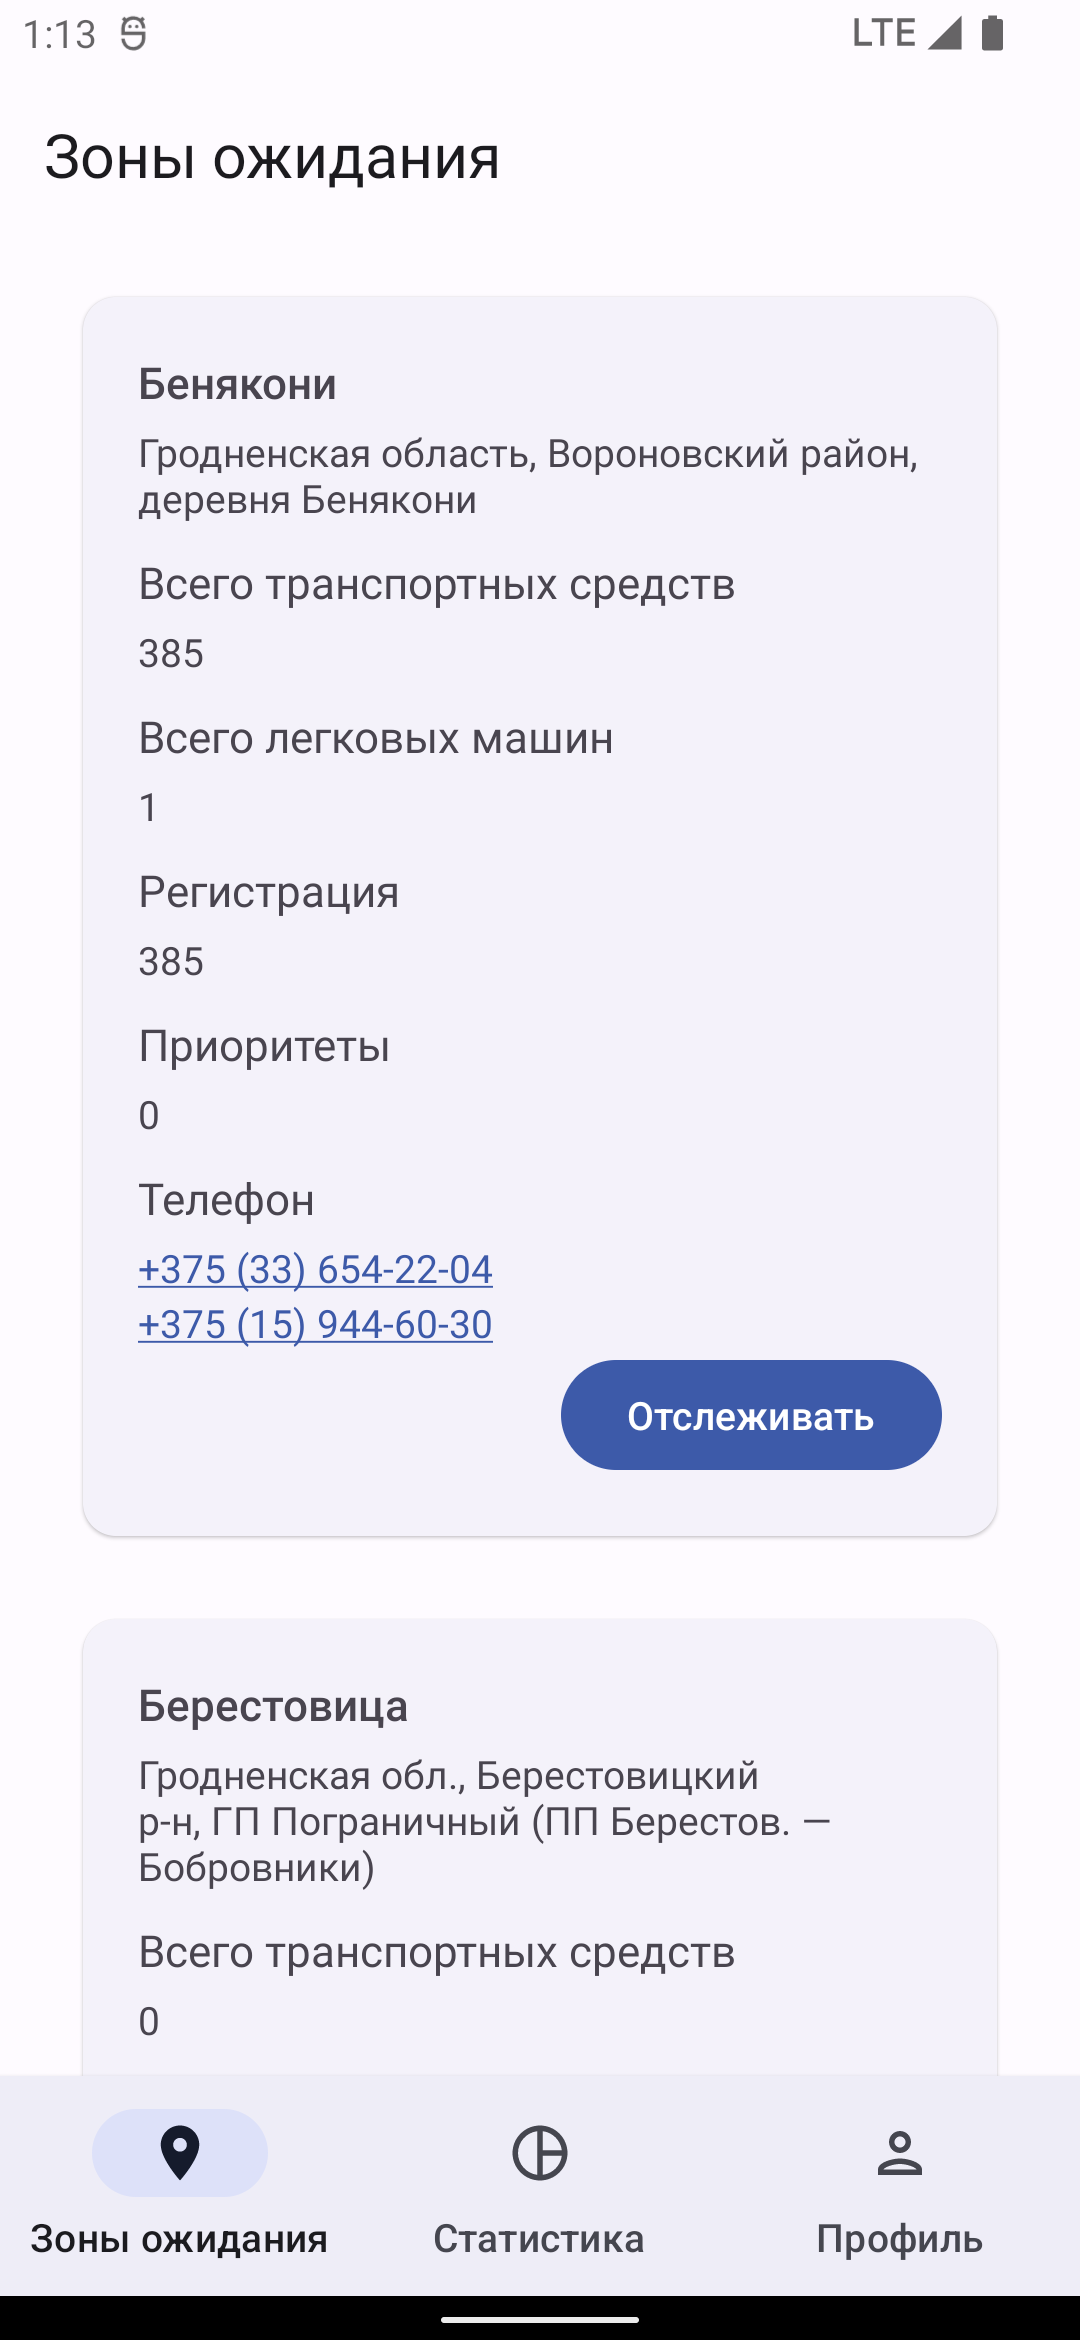 1:13
LTE
Зоны ожидания
Бенякони
Гродненская область, Вороновский район,
деревня Бенякони
Всего транспортных средств
385
Всего легковых машин
1
Регистрация
385
Приоритеты
0
Телефон
+375 (33) 654-22-04
+375 (15) 944-60-30
Отслеживать
Берестовица
Гродненская обл., Берестовицкий
р-н, ГП Пограничный (ПП Берестов. —
Бобровники)
Всего транспортных средств
0
Зоны ожидания
Статистика
Профиль